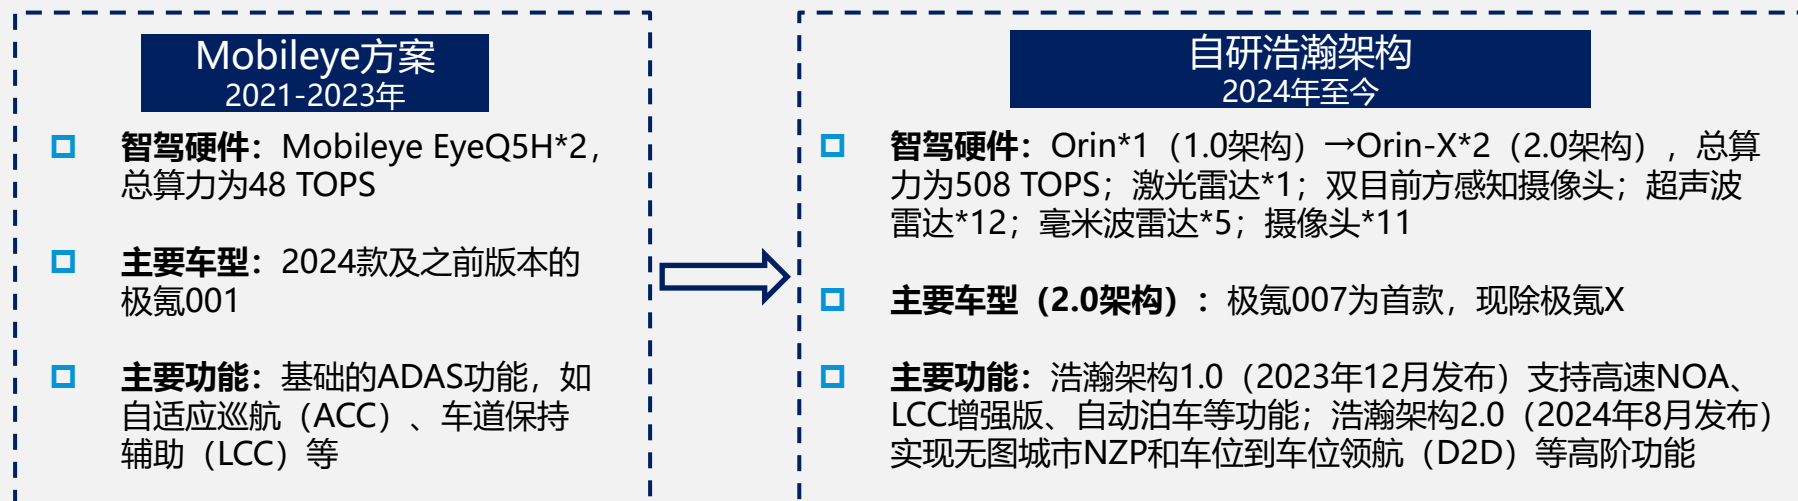 Mobileye方案
2021-2023年
智驾硬件：Mobileye EyeQ5H*2，
总算力为48 TOPS
主要车型：2024款及之前版本的
极氪001
主要功能：基础的ADAS功能，如
自适应巡航（ACC）、车道保持
辅助（LCC）等
自研浩瀚架构
2024年至今
智驾硬件：Orin*1（1.0架构）→Orin-X*2（2.0架构），总算
力为508 TOPS；激光雷达*1；双目前方感知摄像头；超声波
雷达*12；毫米波雷达*5；摄像头*11
主要车型（2.0架构）：极氪007为首款，现除极氪X
主要功能：浩瀚架构1.0（2023年12月发布）支持高速NOA、
LCC增强版、自动泊车等功能；浩瀚架构2.0（2024年8月发布）
实现无图城市NZP和车位到车位领航（D2D）等高阶功能